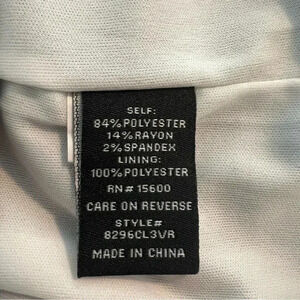 SELF:
84% POLYESTER
14% RAYON
2% SPANDEX
LINING:
100% POLYESTER
RN# 15600
CARE ON REVERSE
STYLE#
8296CL3VR
MADE IN CHINA